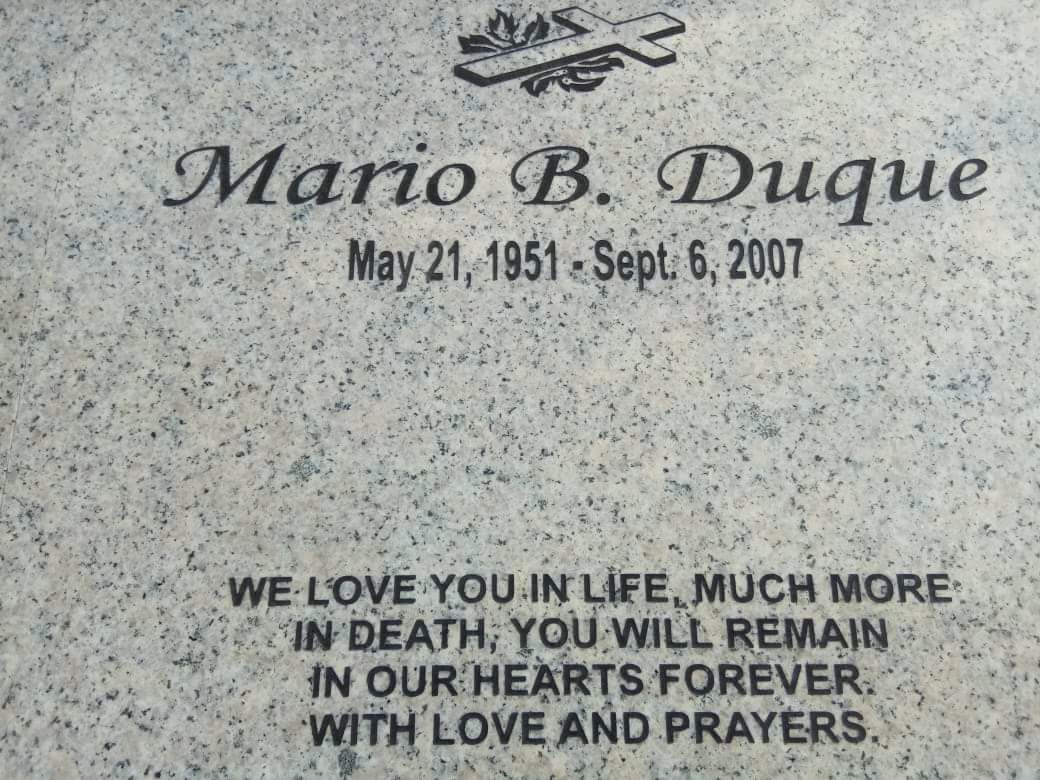 Mario B. Duque
May 21, 1951 - Sept. 6, 2007
WE LOVE YOU IN LIFE, MUCH MORE
IN DEATH, YOU WILL REMAIN
IN OUR HEARTS FOREVER.
WITH LOVE AND PRAYERS.